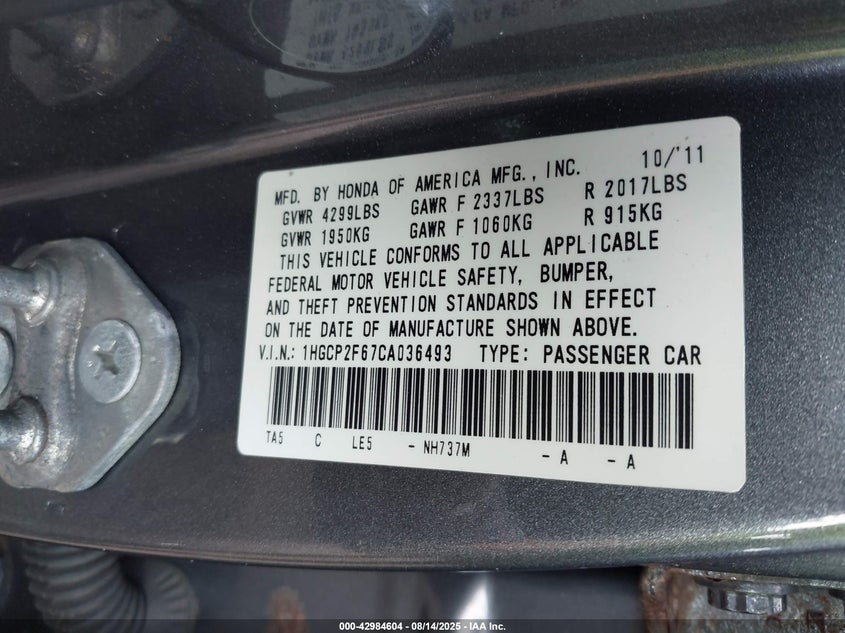 MFD. BY HONDA OF AMERICA MFG., INC. 10/'11
GVWR 4299LBS GAWR F 2337LBS R 2017LBS
GVWR 1950KG GAWR F 1060KG R 915KG
THIS VEHICLE CONFORMS TO ALL APPLICABLE
FEDERAL MOTOR VEHICLE SAFETY, BUMPER,
AND THEFT PREVENTION STANDARDS IN EFFECT
ON THE DATE OF MANUFACTURE SHOWN ABOVE.
V.I.N.: 1HGCP2F67CA036493 TYPE: PASSENGER CAR
TA5 C LE5 - NH737M - A - A
000-42984604 - 08/14/2025 - IAA Inc.